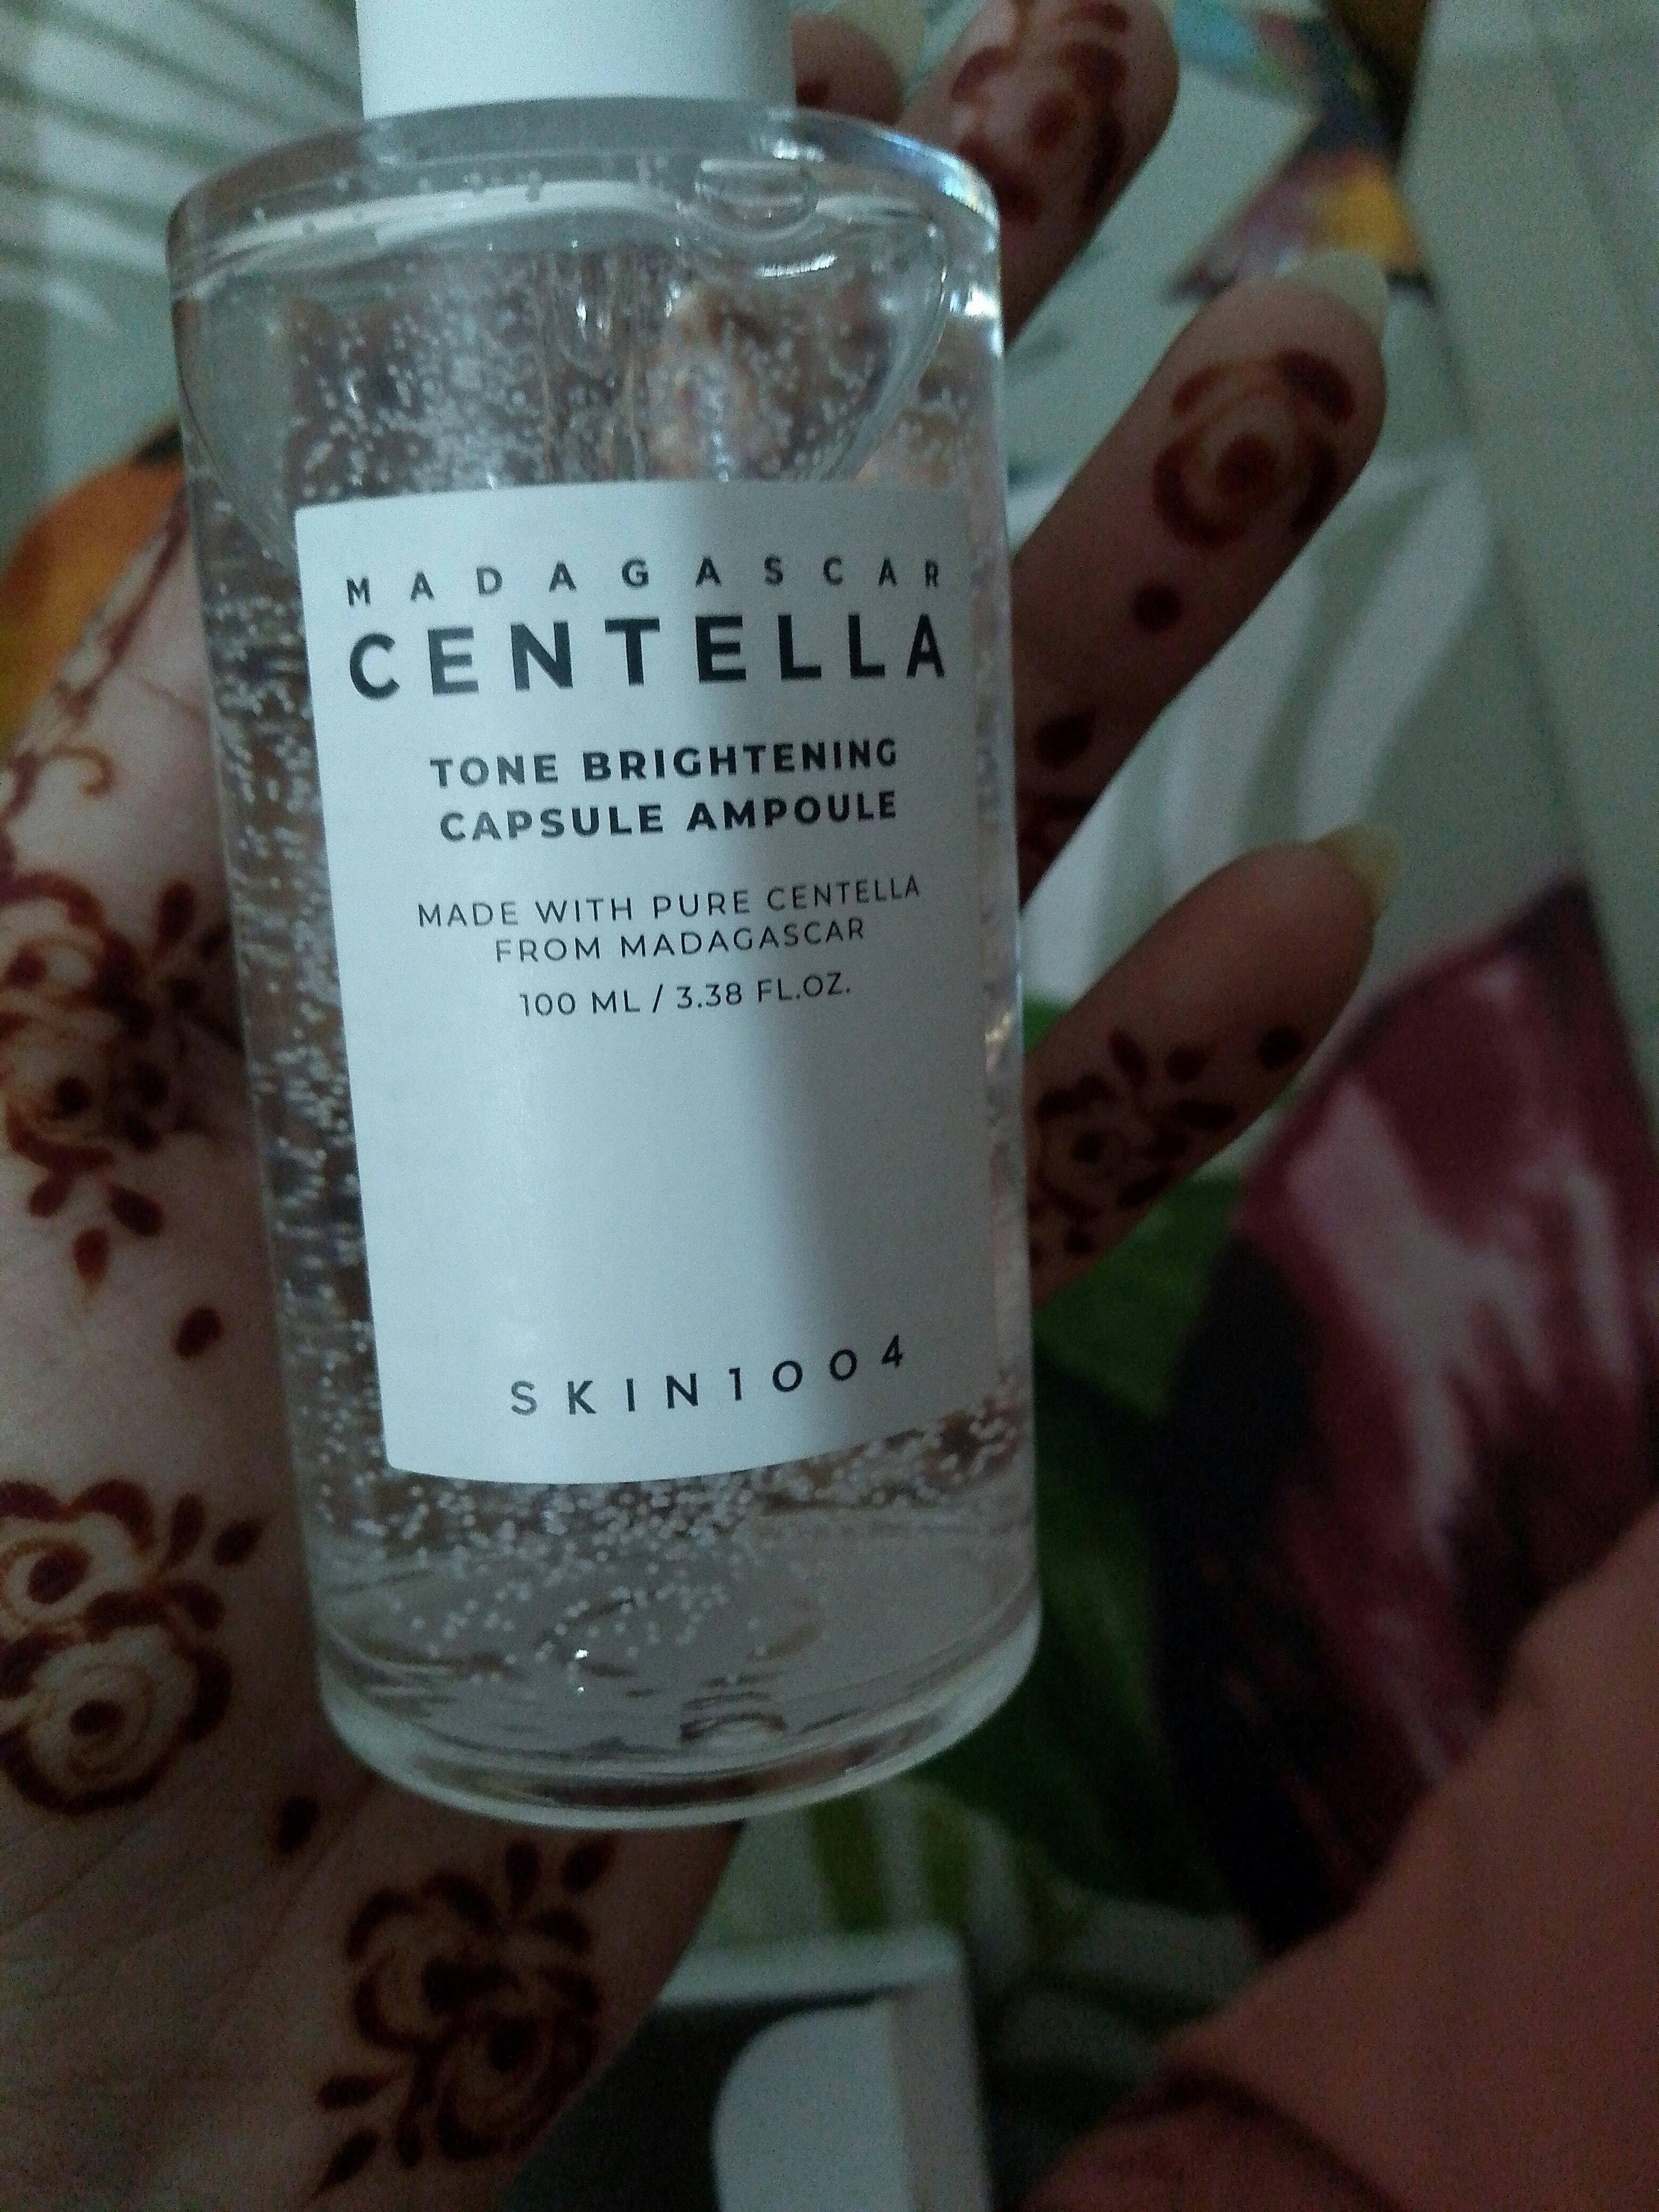 MADAGASCAR
CENTELLA
TONE BRIGHTENING
CAPSULE AMPOULE
MADE WITH PURE CENTELLA
FROM MADAGASCAR
100 ML / 3.38 FL.OZ.
SKIN1004